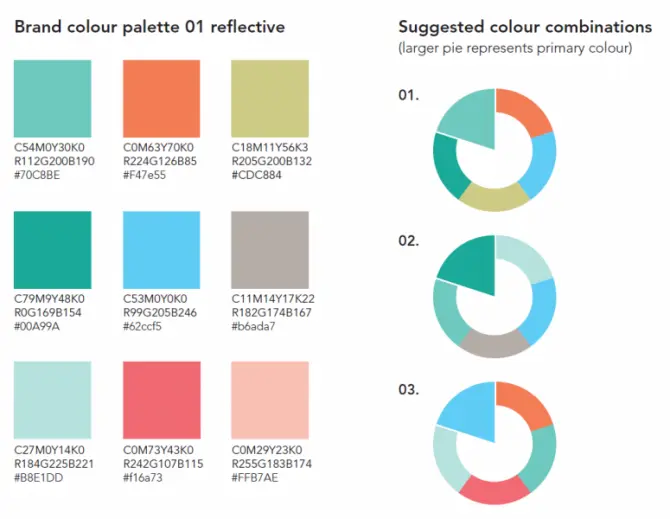 Brand colour palette 01 reflective
C54M0Y30K0
R112G200B190
#70C8BE
C0M63Y70K0
R224G126B85
#F47e55
C18M11Y56K3
R205G200B132
#CDC884
C79M9Y48K0
R0G169B154
#00A99A
C53M0Y0K0
R99G205B246
#62ccf5
C11M14Y17K22
R182G174B167
#b6ada7
C27M0Y14K0
R184G225B221
#B8E1DD
C0M73Y43K0
R242G107B115
#f16a73
C0M29Y23K0
R255G183B174
#FFB7AE
Suggested colour combinations
(larger pie represents primary colour)
01.
02.
03.